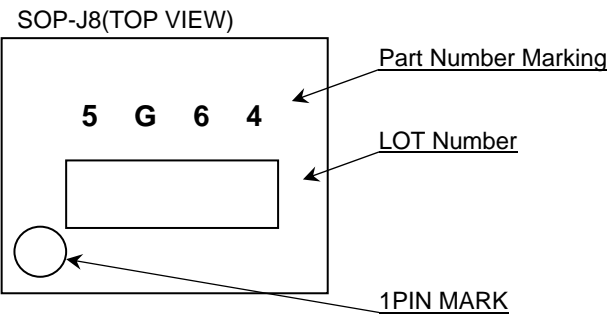 SOP-J8(TOP VIEW)
Part Number Marking
5 G 6 4
LOT Number
1PIN MARK